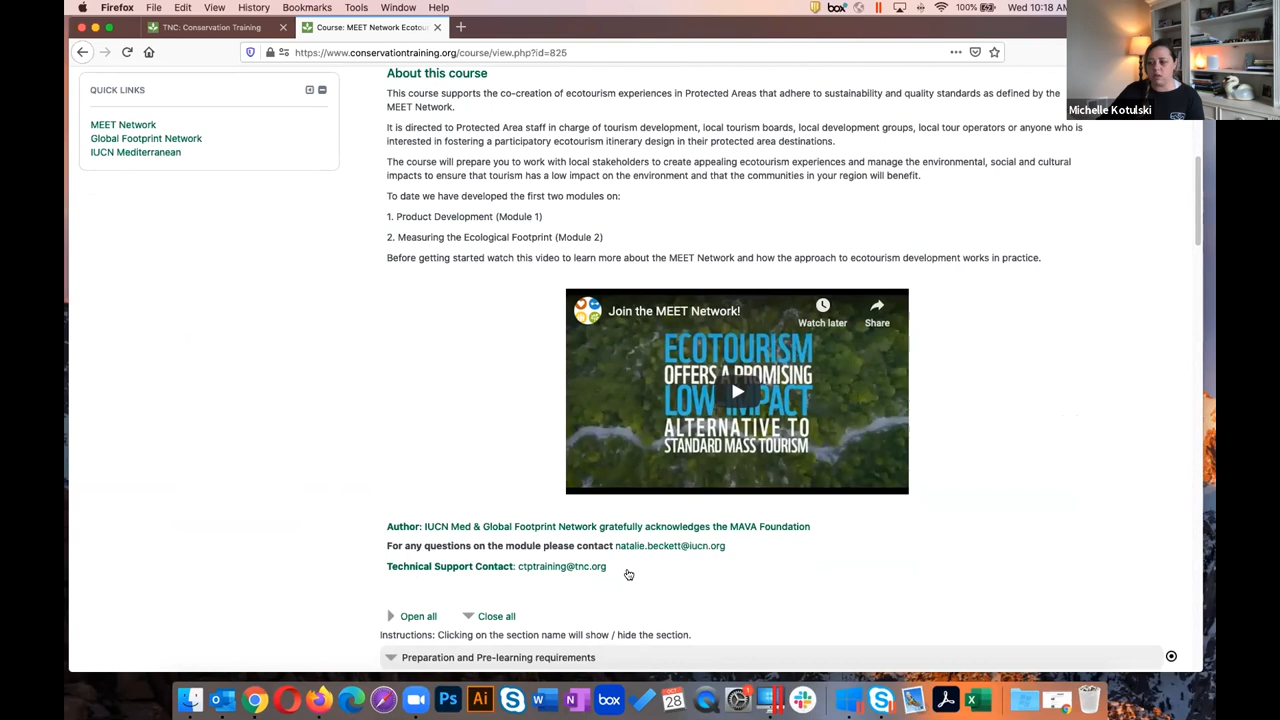 Firefox File Edit View History Bookmarks Tools Window Help
100% Wed 10:18 AM
TNC: Conservation Training
Course: MEET Network Ecotou
https://www.conservationtraining.org/course/view.php?id=825
Michelle Kotulski
QUICK LINKS
MEET Network
Global Footprint Network
IUCN Mediterranean
About this course
This course supports the co-creation of ecotourism experiences in Protected Areas that adhere to sustainability and quality standards as defined by the
MEET Network.
It is directed to Protected Area staff in charge of tourism development, local tourism boards, local development groups, local tour operators or anyone who is
interested in fostering a participatory ecotourism itinerary design in their protected area destinations.
The course will prepare you to work with local stakeholders to create appealing ecotourism experiences and manage the environmental, social and cultural
impacts to ensure that tourism has a low impact on the environment and that the communities in your region will benefit.
To date we have developed the first two modules on:
1. Product Development (Module 1)
2. Measuring the Ecological Footprint (Module 2)
Before getting started watch this video to learn more about the MEET Network and how the approach to ecotourism development works in practice.
Join the MEET Network!
Watch later
Share
ECOTOURISM
OFFERS A PROMISING
LOW IMPACT
ALTERNATIVE TO
STANDARD MASS TOURISM
Author: IUCN Med & Global Footprint Network gratefully acknowledges the MAVA Foundation
For any questions on the module please contact natalie.beckett@iucn.org
Technical Support Contact: ctptraining@tnc.org
Open all
Close all
Instructions: Clicking on the section name will show / hide the section.
Preparation and Pre-learning requirements
Ps Ai box 28